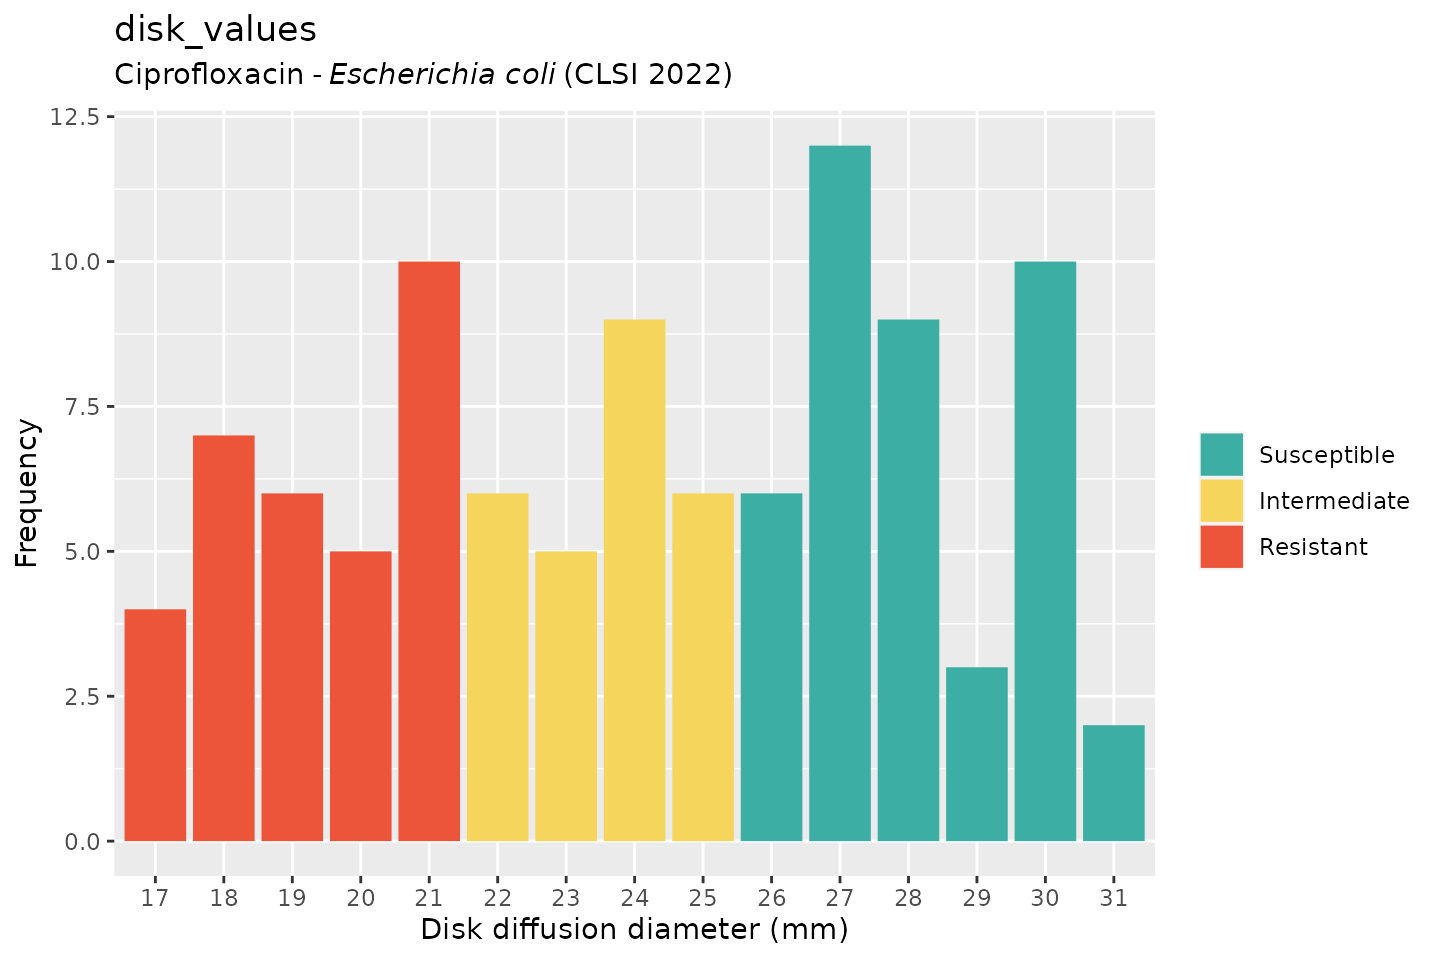 disk_values
Ciprofloxacin - Escherichia coli (CLSI 2022)
12.5
10.0
7.5
5.0
2.5
0.0
Frequency
17 18 19 20 21 22 23 24 25 26 27 28 29 30 31
Disk diffusion diameter (mm)
Susceptible
Intermediate
Resistant